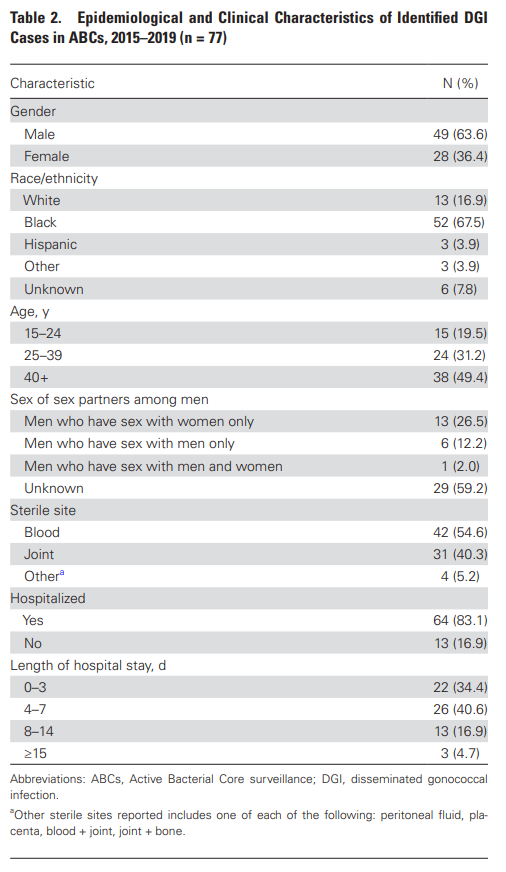 Table 2. Epidemiological and Clinical Characteristics of Identified DGI
Cases in ABCs, 2015–2019 (n = 77)
Characteristic N (%)
Gender
Male 49 (63.6)
Female 28 (36.4)
Race/ethnicity
White 13 (16.9)
Black 52 (67.5)
Hispanic 3 (3.9)
Other 3 (3.9)
Unknown 6 (7.8)
Age, y
15–24 15 (19.5)
25–39 24 (31.2)
40+ 38 (49.4)
Sex of sex partners among men
Men who have sex with women only 13 (26.5)
Men who have sex with men only 6 (12.2)
Men who have sex with men and women 1 (2.0)
Unknown 29 (59.2)
Sterile site
Blood 42 (54.6)
Joint 31 (40.3)
Otherᵃ 4 (5.2)
Hospitalized
Yes 64 (83.1)
No 13 (16.9)
Length of hospital stay, d
0–3 22 (34.4)
4–7 26 (40.6)
8–14 13 (16.9)
≥15 3 (4.7)
Abbreviations: ABCs, Active Bacterial Core surveillance; DGI, disseminated gonococcal
infection.
ᵃOther sterile sites reported includes one of each of the following: peritoneal fluid, pla-
centa, blood + joint, joint + bone.